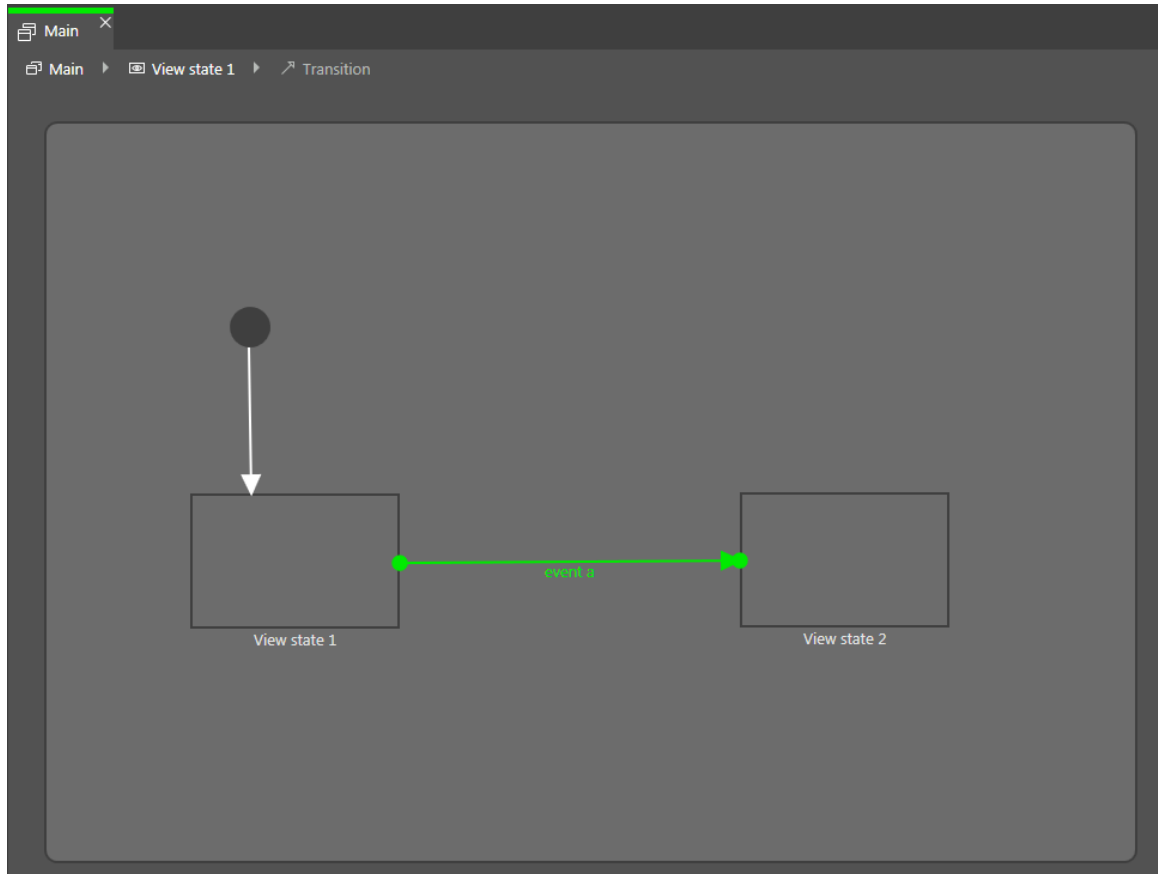 Main
Main View state 1 Transition
event a
View state 1
View state 2